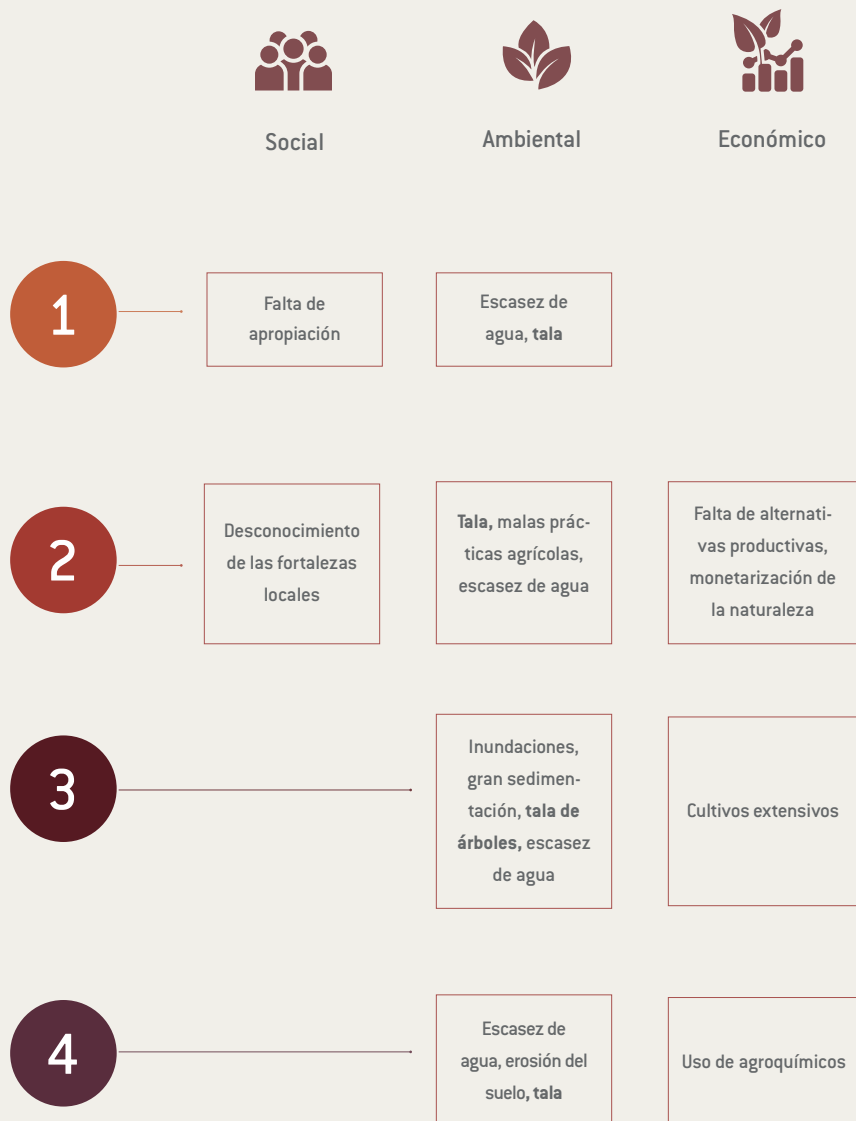 Social
Ambiental
Económico
1
Falta de
apropiación
Escasez de
agua, tala
2
Desconocimiento
de las fortalezas
locales
Tala, malas prác-
ticas agrícolas,
escasez de agua
Falta de alternati-
vas productivas,
monetarización de
la naturaleza
3
Inundaciones,
gran sedimen-
tación, tala de
árboles, escasez
de agua
Cultivos extensivos
4
Escasez de
agua, erosión del
suelo, tala
Uso de agroquímicos